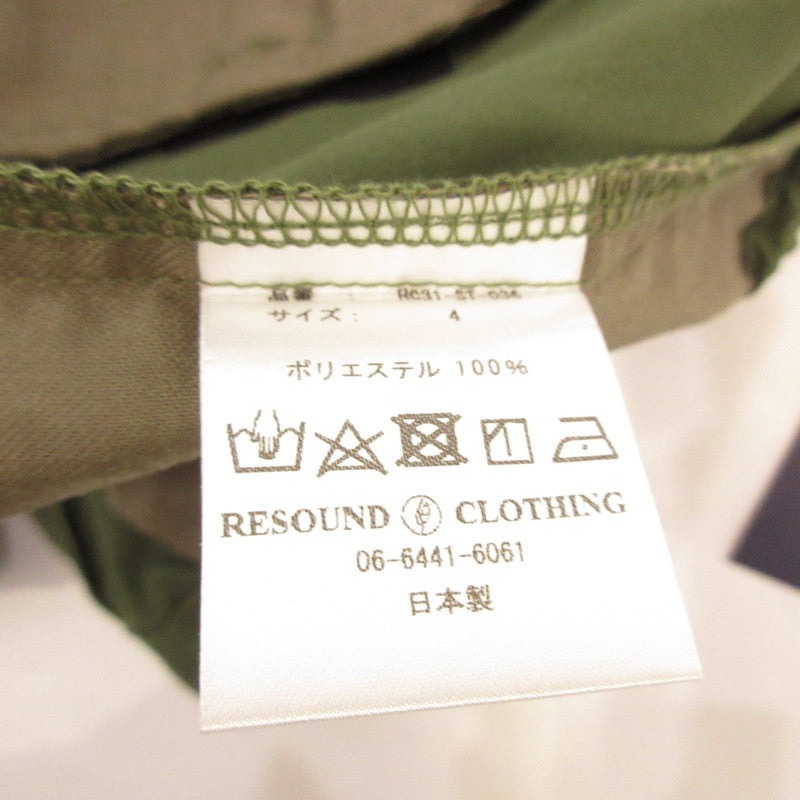 品番 : RC31-ST-034
サイズ: 4
ポリエステル 100%
RESOUND CLOTHING
06-6441-6061
日本製